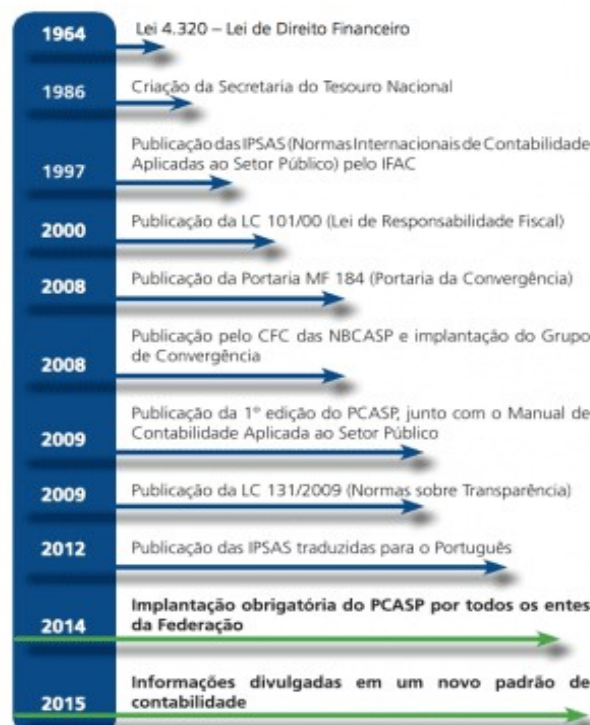 1964
Lei 4.320 – Lei de Direito Financeiro
1986
Criação da Secretaria do Tesouro Nacional
1997
Publicação das IPSAS (Normas Internacionais de Contabilidade
Aplicadas ao Setor Público) pelo IFAC
2000
Publicação da LC 101/00 (Lei de Responsabilidade Fiscal)
2008
Publicação da Portaria MF 184 (Portaria da Convergência)
2008
Publicação pelo CFC das NBCASP e implantação do Grupo
de Convergência
2009
Publicação da 1º edição do PCASP, junto com o Manual de
Contabilidade Aplicada ao Setor Público
2009
Publicação da LC 131/2009 (Normas sobre Transparência)
2012
Publicação das IPSAS traduzidas para o Português
2014
Implantação obrigatória do PCASP por todos os entes
da Federação
2015
Informações divulgadas em um novo padrão de
contabilidade